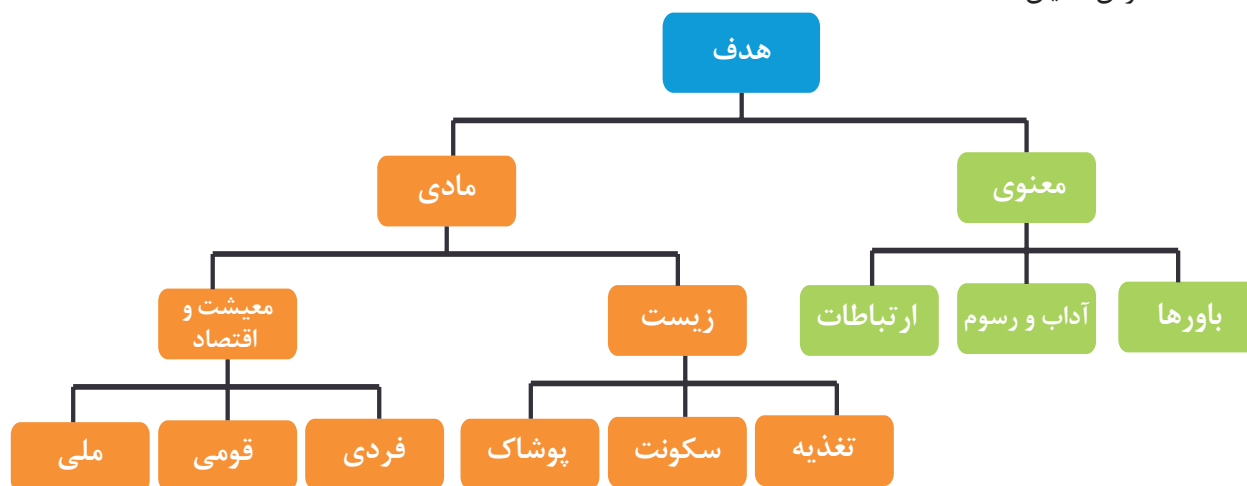 هدف
معنوی
مادی
باورها
آداب و رسوم
ارتباطات
زیست
معیشت و
اقتصاد
تغذیه
سکونت
پوشاک
فردی
قومی
ملی